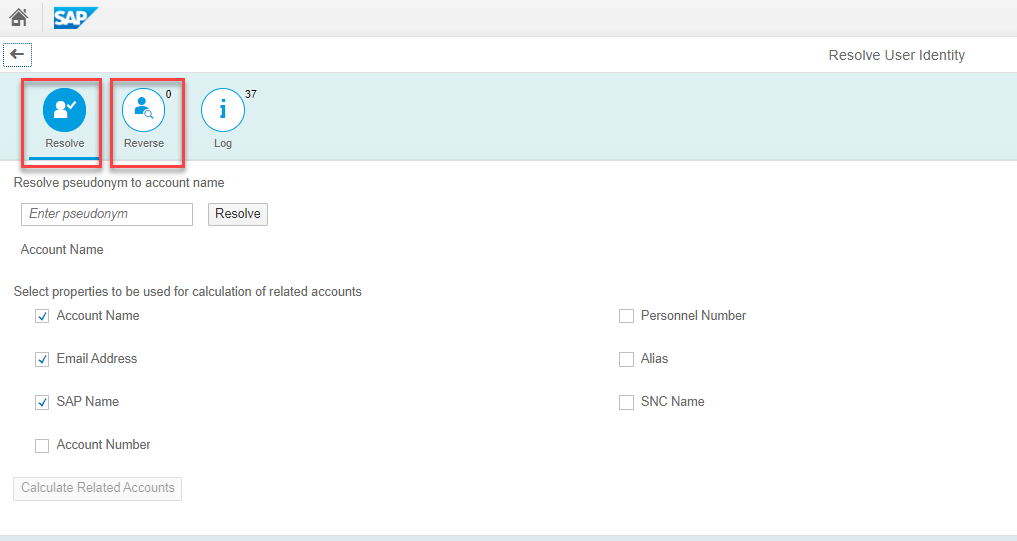 SAP
Resolve User Identity
0
37
Resolve
Reverse
Log
Resolve pseudonym to account name
Enter pseudonym
Resolve
Account Name
Select properties to be used for calculation of related accounts
Account Name
Personnel Number
Email Address
Alias
SAP Name
SNC Name
Account Number
Calculate Related Accounts